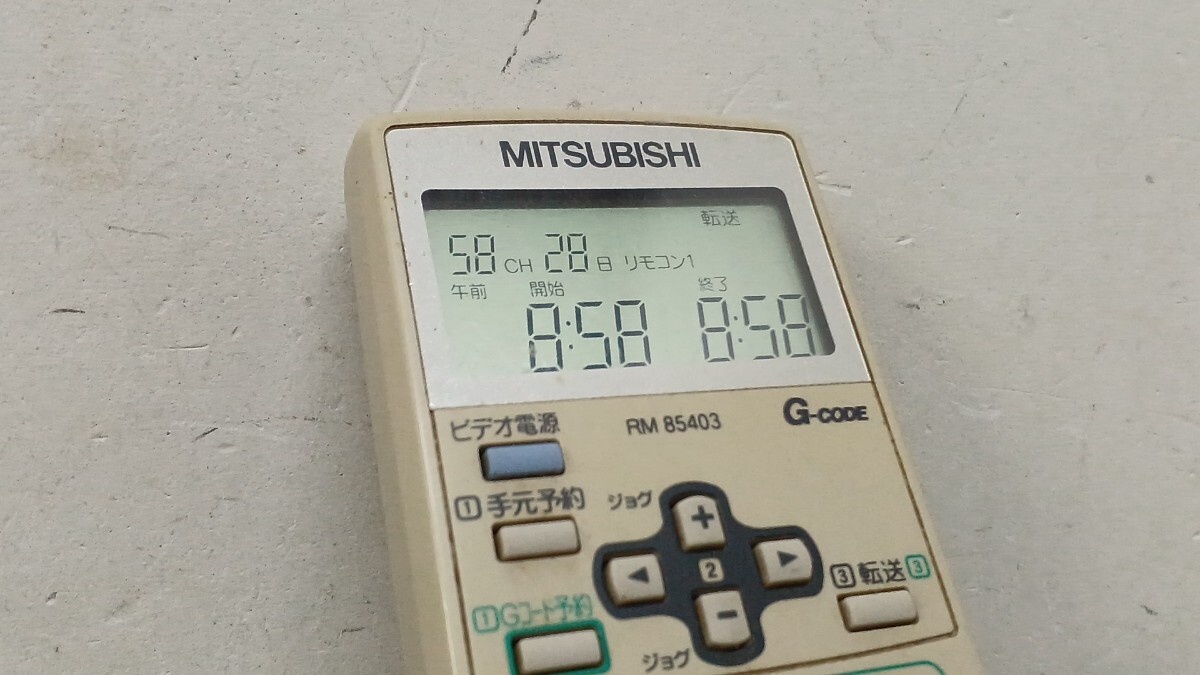 MITSUBISHI
転送
58 CH 28 日 リモコン1
午前 開始 終了
8:58 8:58
ビデオ電源 RM 85403 G-CODE
1 手元予約 ジョグ
+
◀ 2 ▶
3 転送 3
1 Gコード予約 -
ジョグ